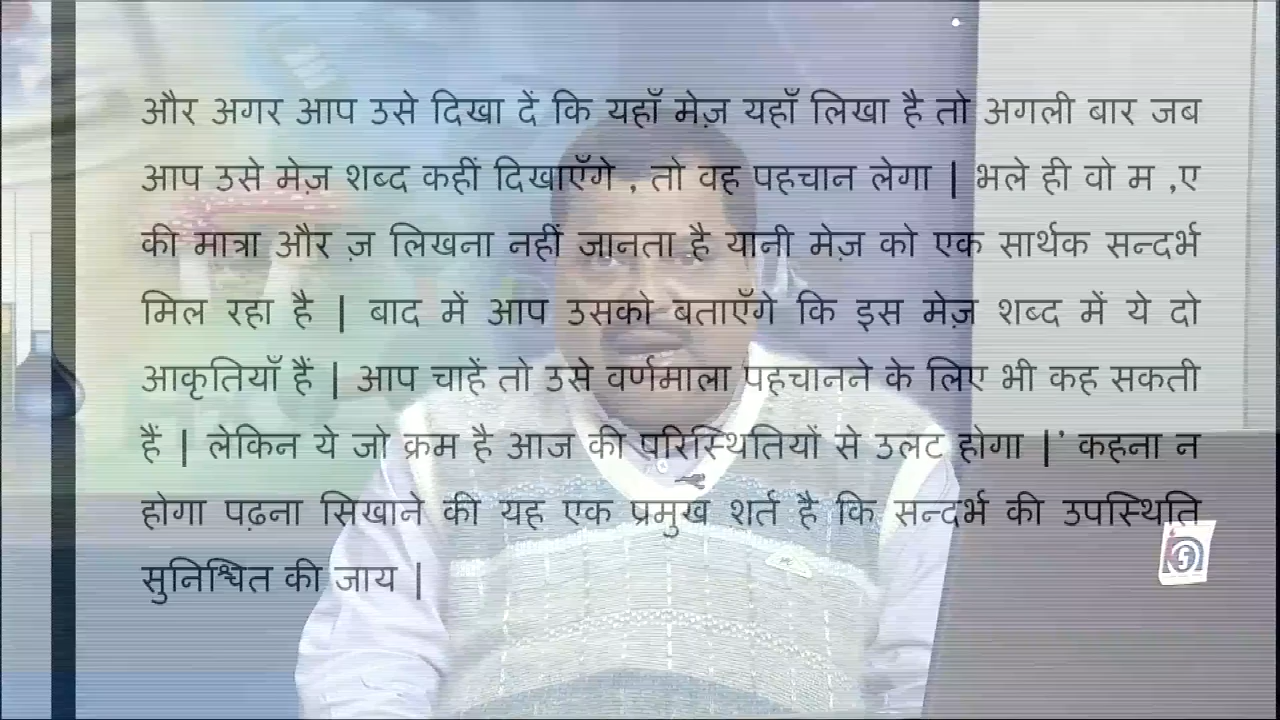 और अगर आप उसे दिखा दें कि यहाँ मेज़ यहाँ लिखा है तो अगली बार जब
आप उसे मेज़ शब्द कहीं दिखाएँगे , तो वह पहचान लेगा | भले ही वो म ,ए
की मात्रा और ज़ लिखना नहीं जानता है यानी मेज़ को एक सार्थक सन्दर्भ
मिल रहा है | बाद में आप उसको बताएँगे कि इस मेज़ शब्द में ये दो
आकृतियाँ हैं | आप चाहें तो उसे वर्णमाला पहचानने के लिए भी कह सकती
हैं | लेकिन ये जो क्रम है आज की परिस्थितियों से उलट होगा |' कहना न
होगा पढ़ना सिखाने की यह एक प्रमुख शर्त है कि सन्दर्भ की उपस्थिति
सुनिश्चित की जाय |